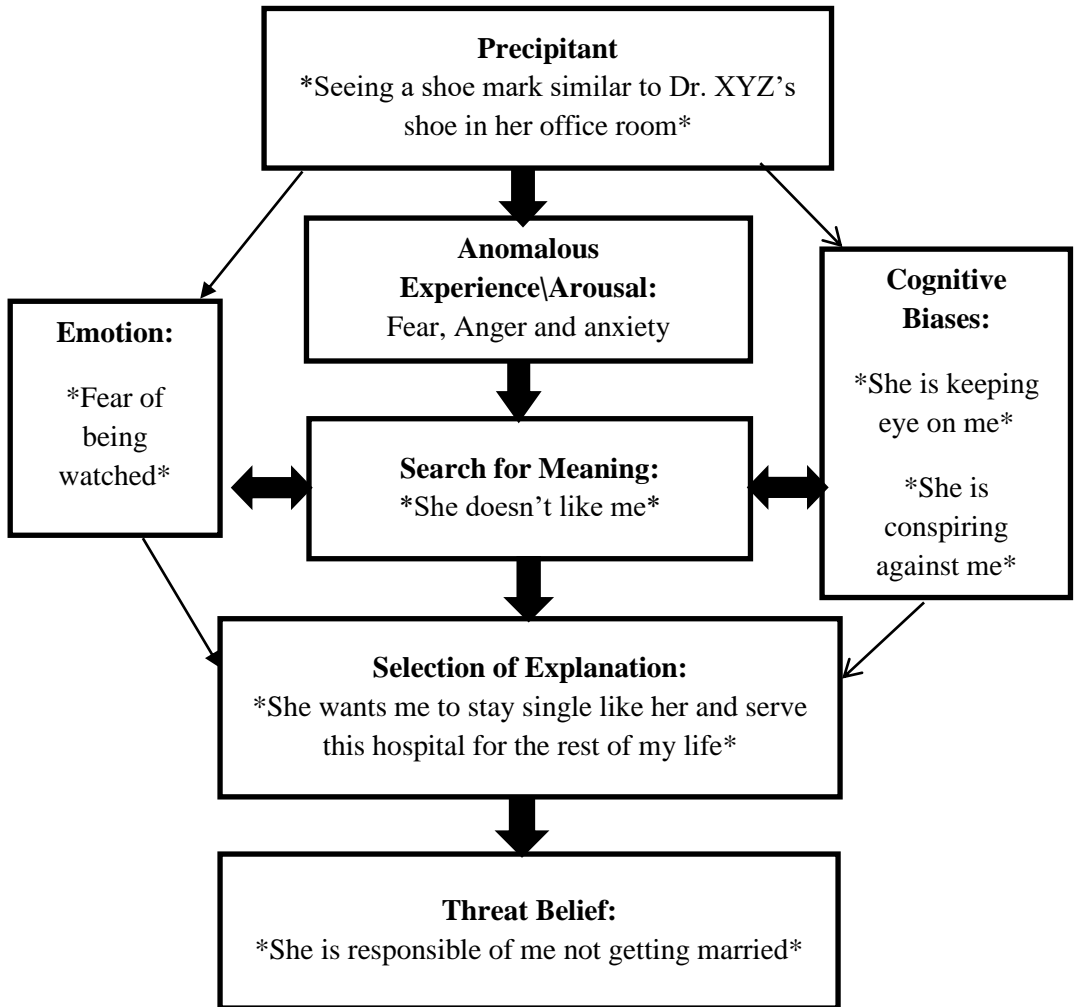 Precipitant
*Seeing a shoe mark similar to Dr. XYZ’s
shoe in her office room*
Anomalous
Experience\Arousal:
Fear, Anger and anxiety
Emotion:
*Fear of
being
watched*
Search for Meaning:
*She doesn’t like me*
Cognitive
Biases:
*She is keeping
eye on me*
*She is
conspiring
against me*
Selection of Explanation:
*She wants me to stay single like her and serve
this hospital for the rest of my life*
Threat Belief:
*She is responsible of me not getting married*